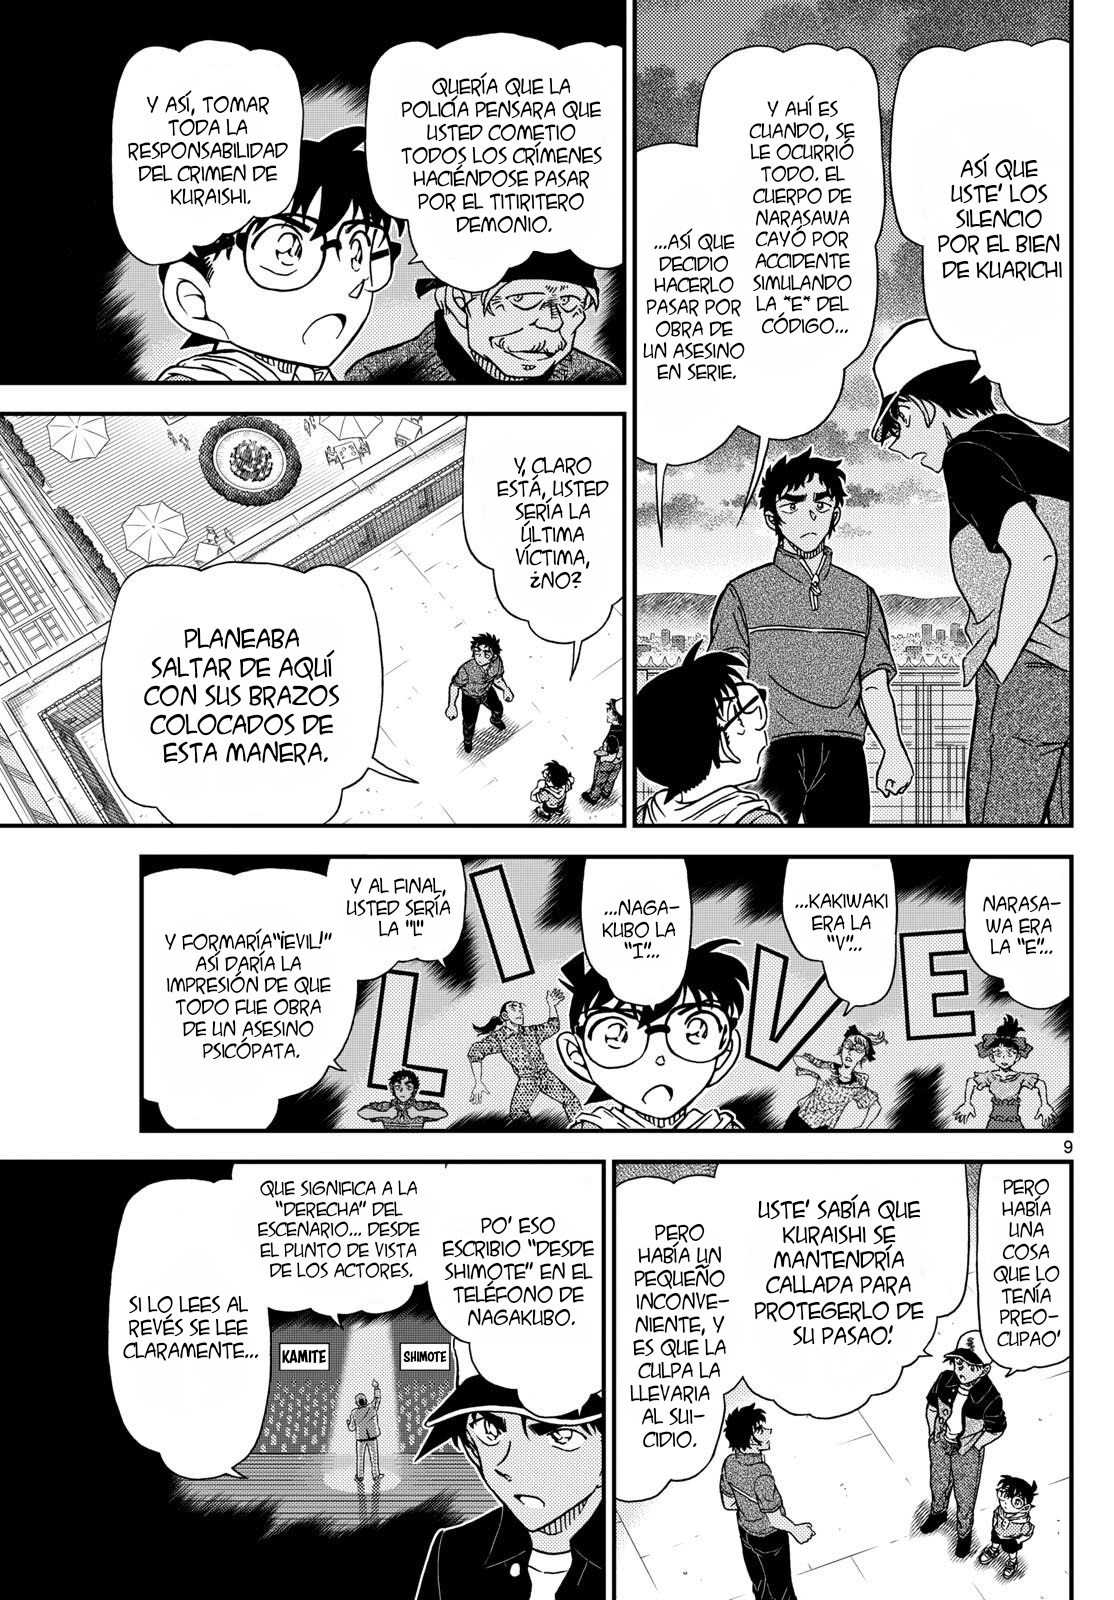 ASÍ QUE
USTE' LOS
SILENCIO
POR EL BIEN
DE KUARICHI
Y AHÍ ES
CUANDO, SE
LE OCURRIÓ
TODO. EL
CUERPO DE
NARASAWA
CAYÓ POR
ACCIDENTE
SIMULANDO
LA "E" DEL
CÓDIGO...
...ASÍ QUE
DECIDIO
HACERLO
PASAR POR
OBRA DE
UN ASESINO
EN SERIE.
QUERÍA QUE LA
POLICÍA PENSARA QUE
USTED COMETIO
TODOS LOS CRÍMENES
HACIÉNDOSE PASAR
POR EL TITIRITERO
DEMONIO.
Y ASÍ, TOMAR
TODA LA
RESPONSABILIDAD
DEL CRIMEN DE
KURAISHI.
Y, CLARO
ESTÁ, USTED
SERÍA LA
ÚLTIMA
VÍCTIMA,
¿NO?
PLANEABA
SALTAR DE AQUÍ
CON SUS BRAZOS
COLOCADOS DE
ESTA MANERA.
NARASA-
WA ERA
LA "E"...
...KAKIWAKI
ERA LA
"V"...
...NAGA-
KUBO LA
"I"...
Y AL FINAL,
USTED SERÍA
LA "L"
Y FORMARÍA "¡EVIL!"
ASÍ DARÍA LA
IMPRESIÓN DE QUE
TODO FUE OBRA
DE UN ASESINO
PSICÓPATA.
L I V E
9
PERO
HABÍA
UNA
COSA
QUE LO
TENÍA
PREO-
CUPAO'
USTE' SABÍA QUE
KURAISHI SE
MANTENDRÍA
CALLADA PARA
PROTEGERLO DE
SU PASAO'.
PERO
HABÍA UN
PEQUEÑO
INCONVE-
NIENTE, Y
ES QUE LA
CULPA LA
LLEVARIA
AL SUI-
CIDIO.
PO' ESO
ESCRIBIO "DESDE
SHIMOTE" EN EL
TELÉFONO DE
NAGAKUBO.
QUE SIGNIFICA A LA
"DERECHA" DEL
ESCENARIO... DESDE
EL PUNTO DE VISTA
DE LOS ACTORES.
SI LO LEES AL
REVÉS SE LEE
CLARAMENTE...
KAMITE
SHIMOTE